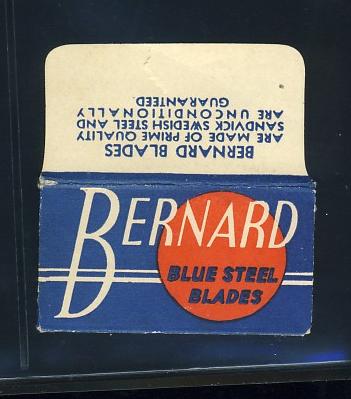 BERNARD BLADES
ARE MADE OF PRIME QUALITY
SANDVICK SWEDISH STEEL AND
ARE UNCONDITIONALLY
GUARANTEED.
BERNARD
BLUE STEEL
BLADES